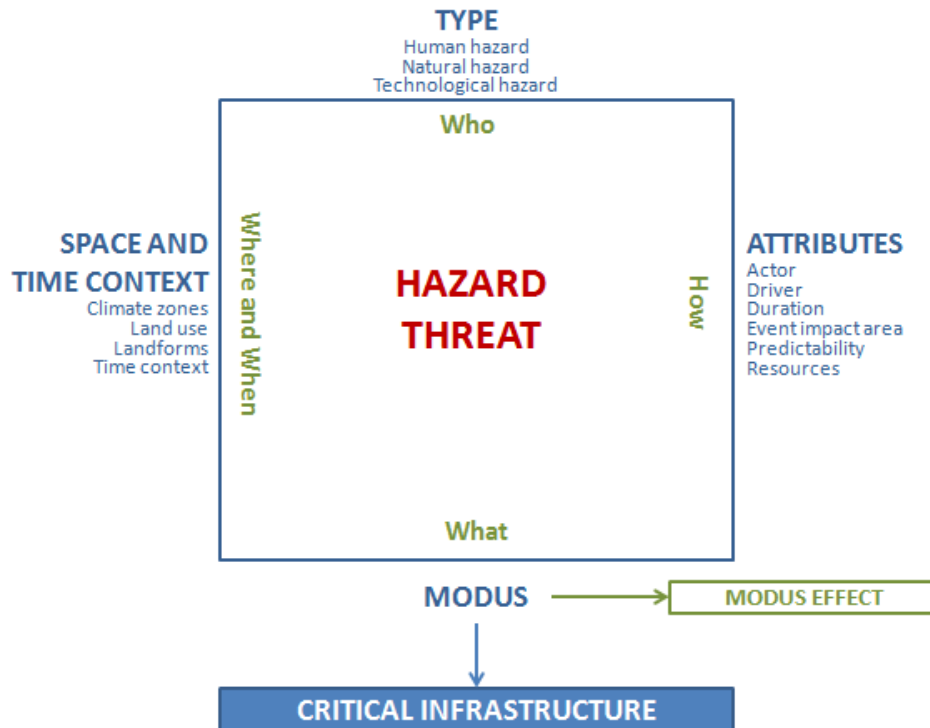 TYPE
Human hazard
Natural hazard
Technological hazard
Who
SPACE AND
TIME CONTEXT
Climate zones
Land use
Landforms
Time context
Where and When
HAZARD
THREAT
How
ATTRIBUTES
Actor
Driver
Duration
Event impact area
Predictability
Resources
What
MODUS
MODUS EFFECT
CRITICAL INFRASTRUCTURE